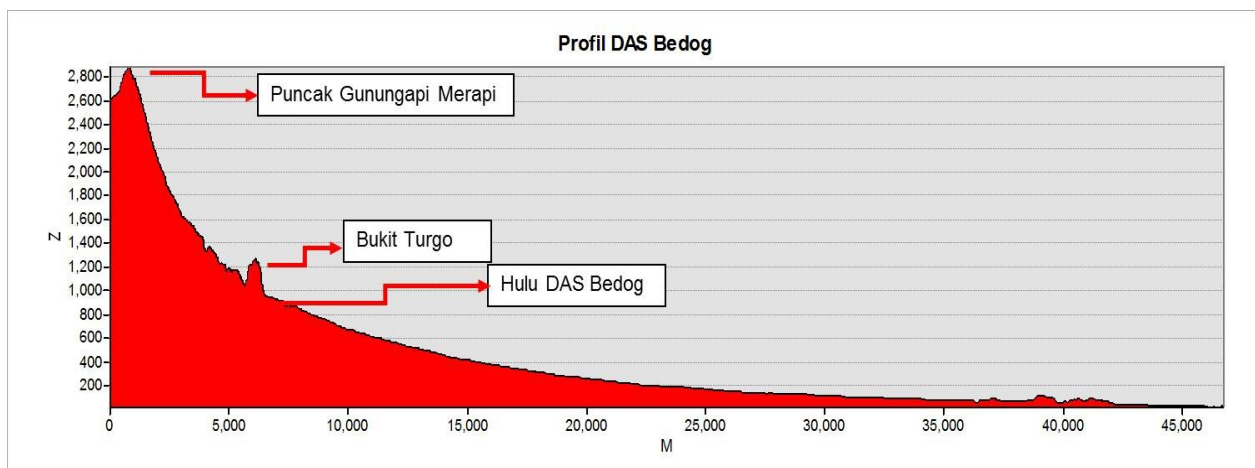 Profil DAS Bedog
2,800
2,600
2,400
2,200
2,000
1,800
1,600
1,400
1,200
1,000
800
600
400
200
Z
Puncak Gunungapi Merapi
Bukit Turgo
Hulu DAS Bedog
0 5,000 10,000 15,000 20,000 25,000 30,000 35,000 40,000 45,000
M